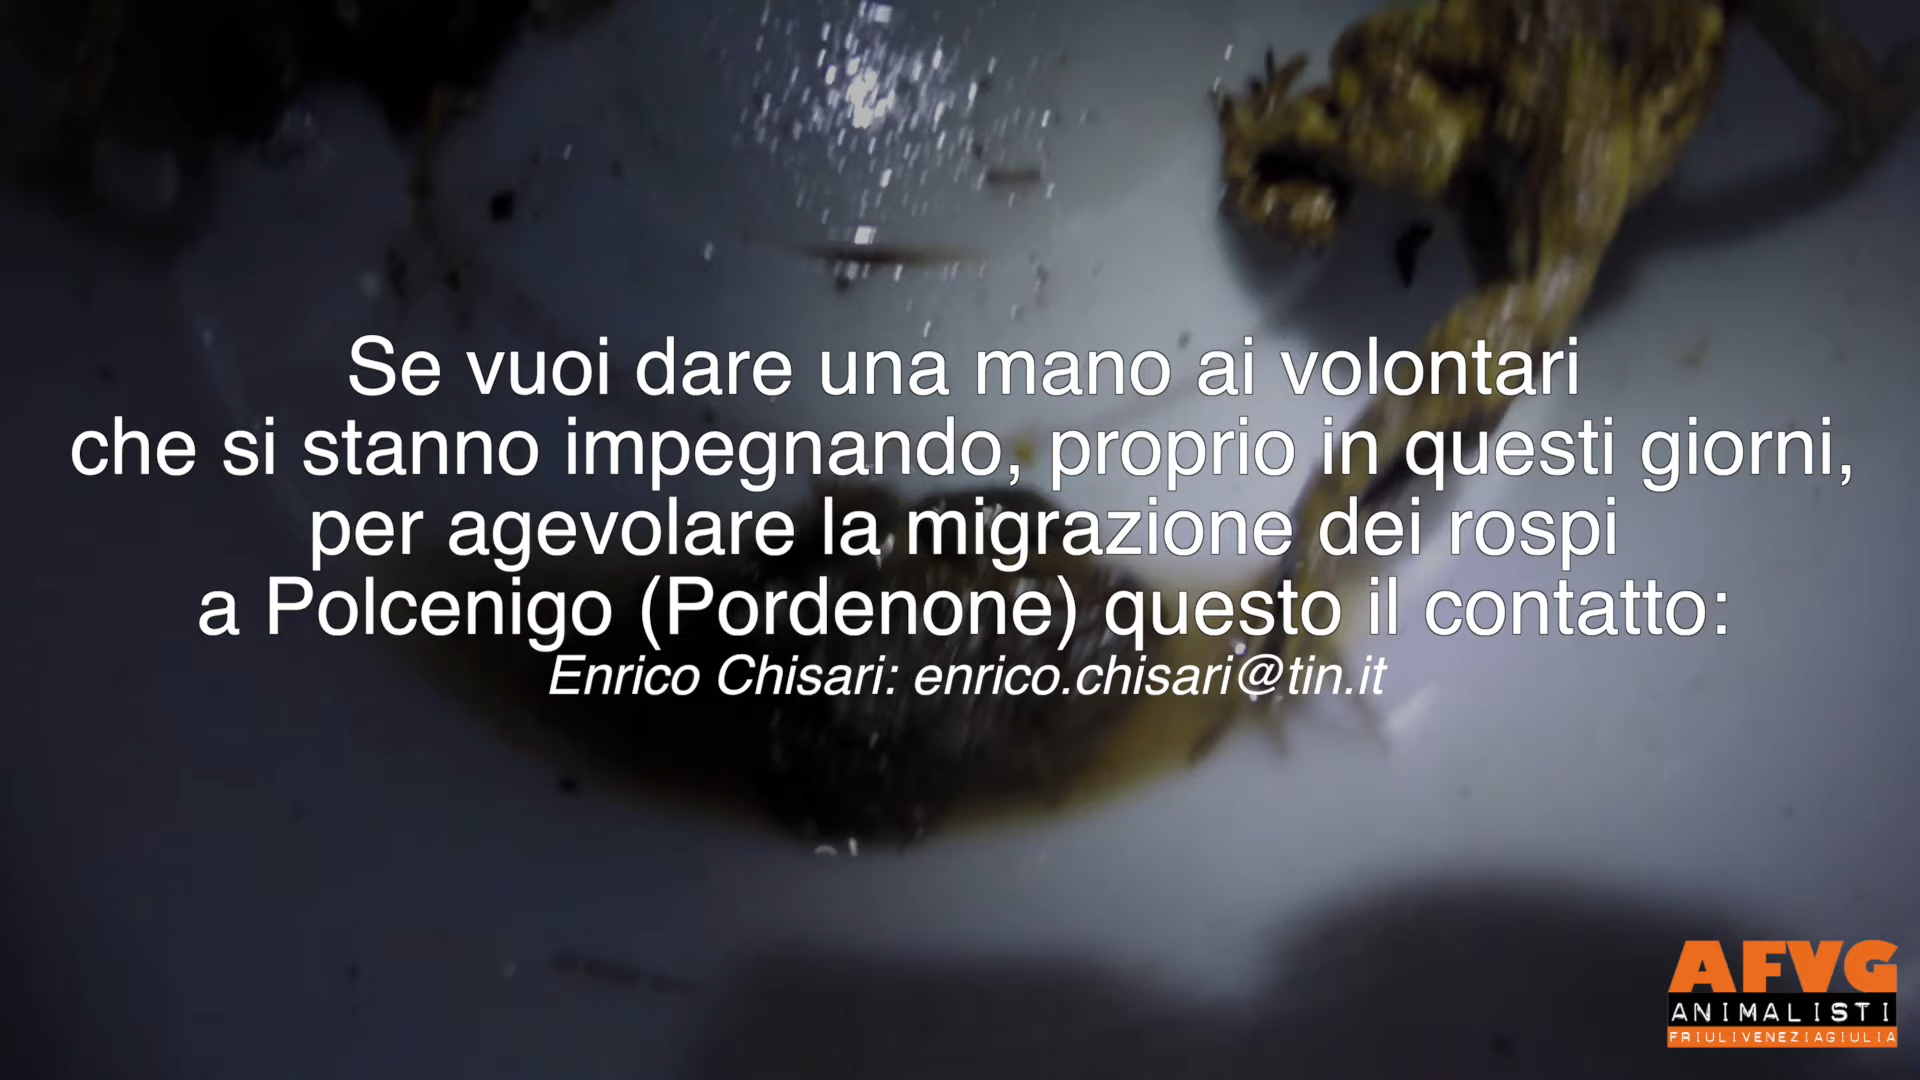 Se vuoi dare una mano ai volontari
che si stanno impegnando, proprio in questi giorni,
per agevolare la migrazione dei rospi
a Polcenigo (Pordenone) questo il contatto:
Enrico Chisari: enrico.chisari@tin.it
AFVG
ANIMALISTI
FRIULIVENEZIAGIULIA